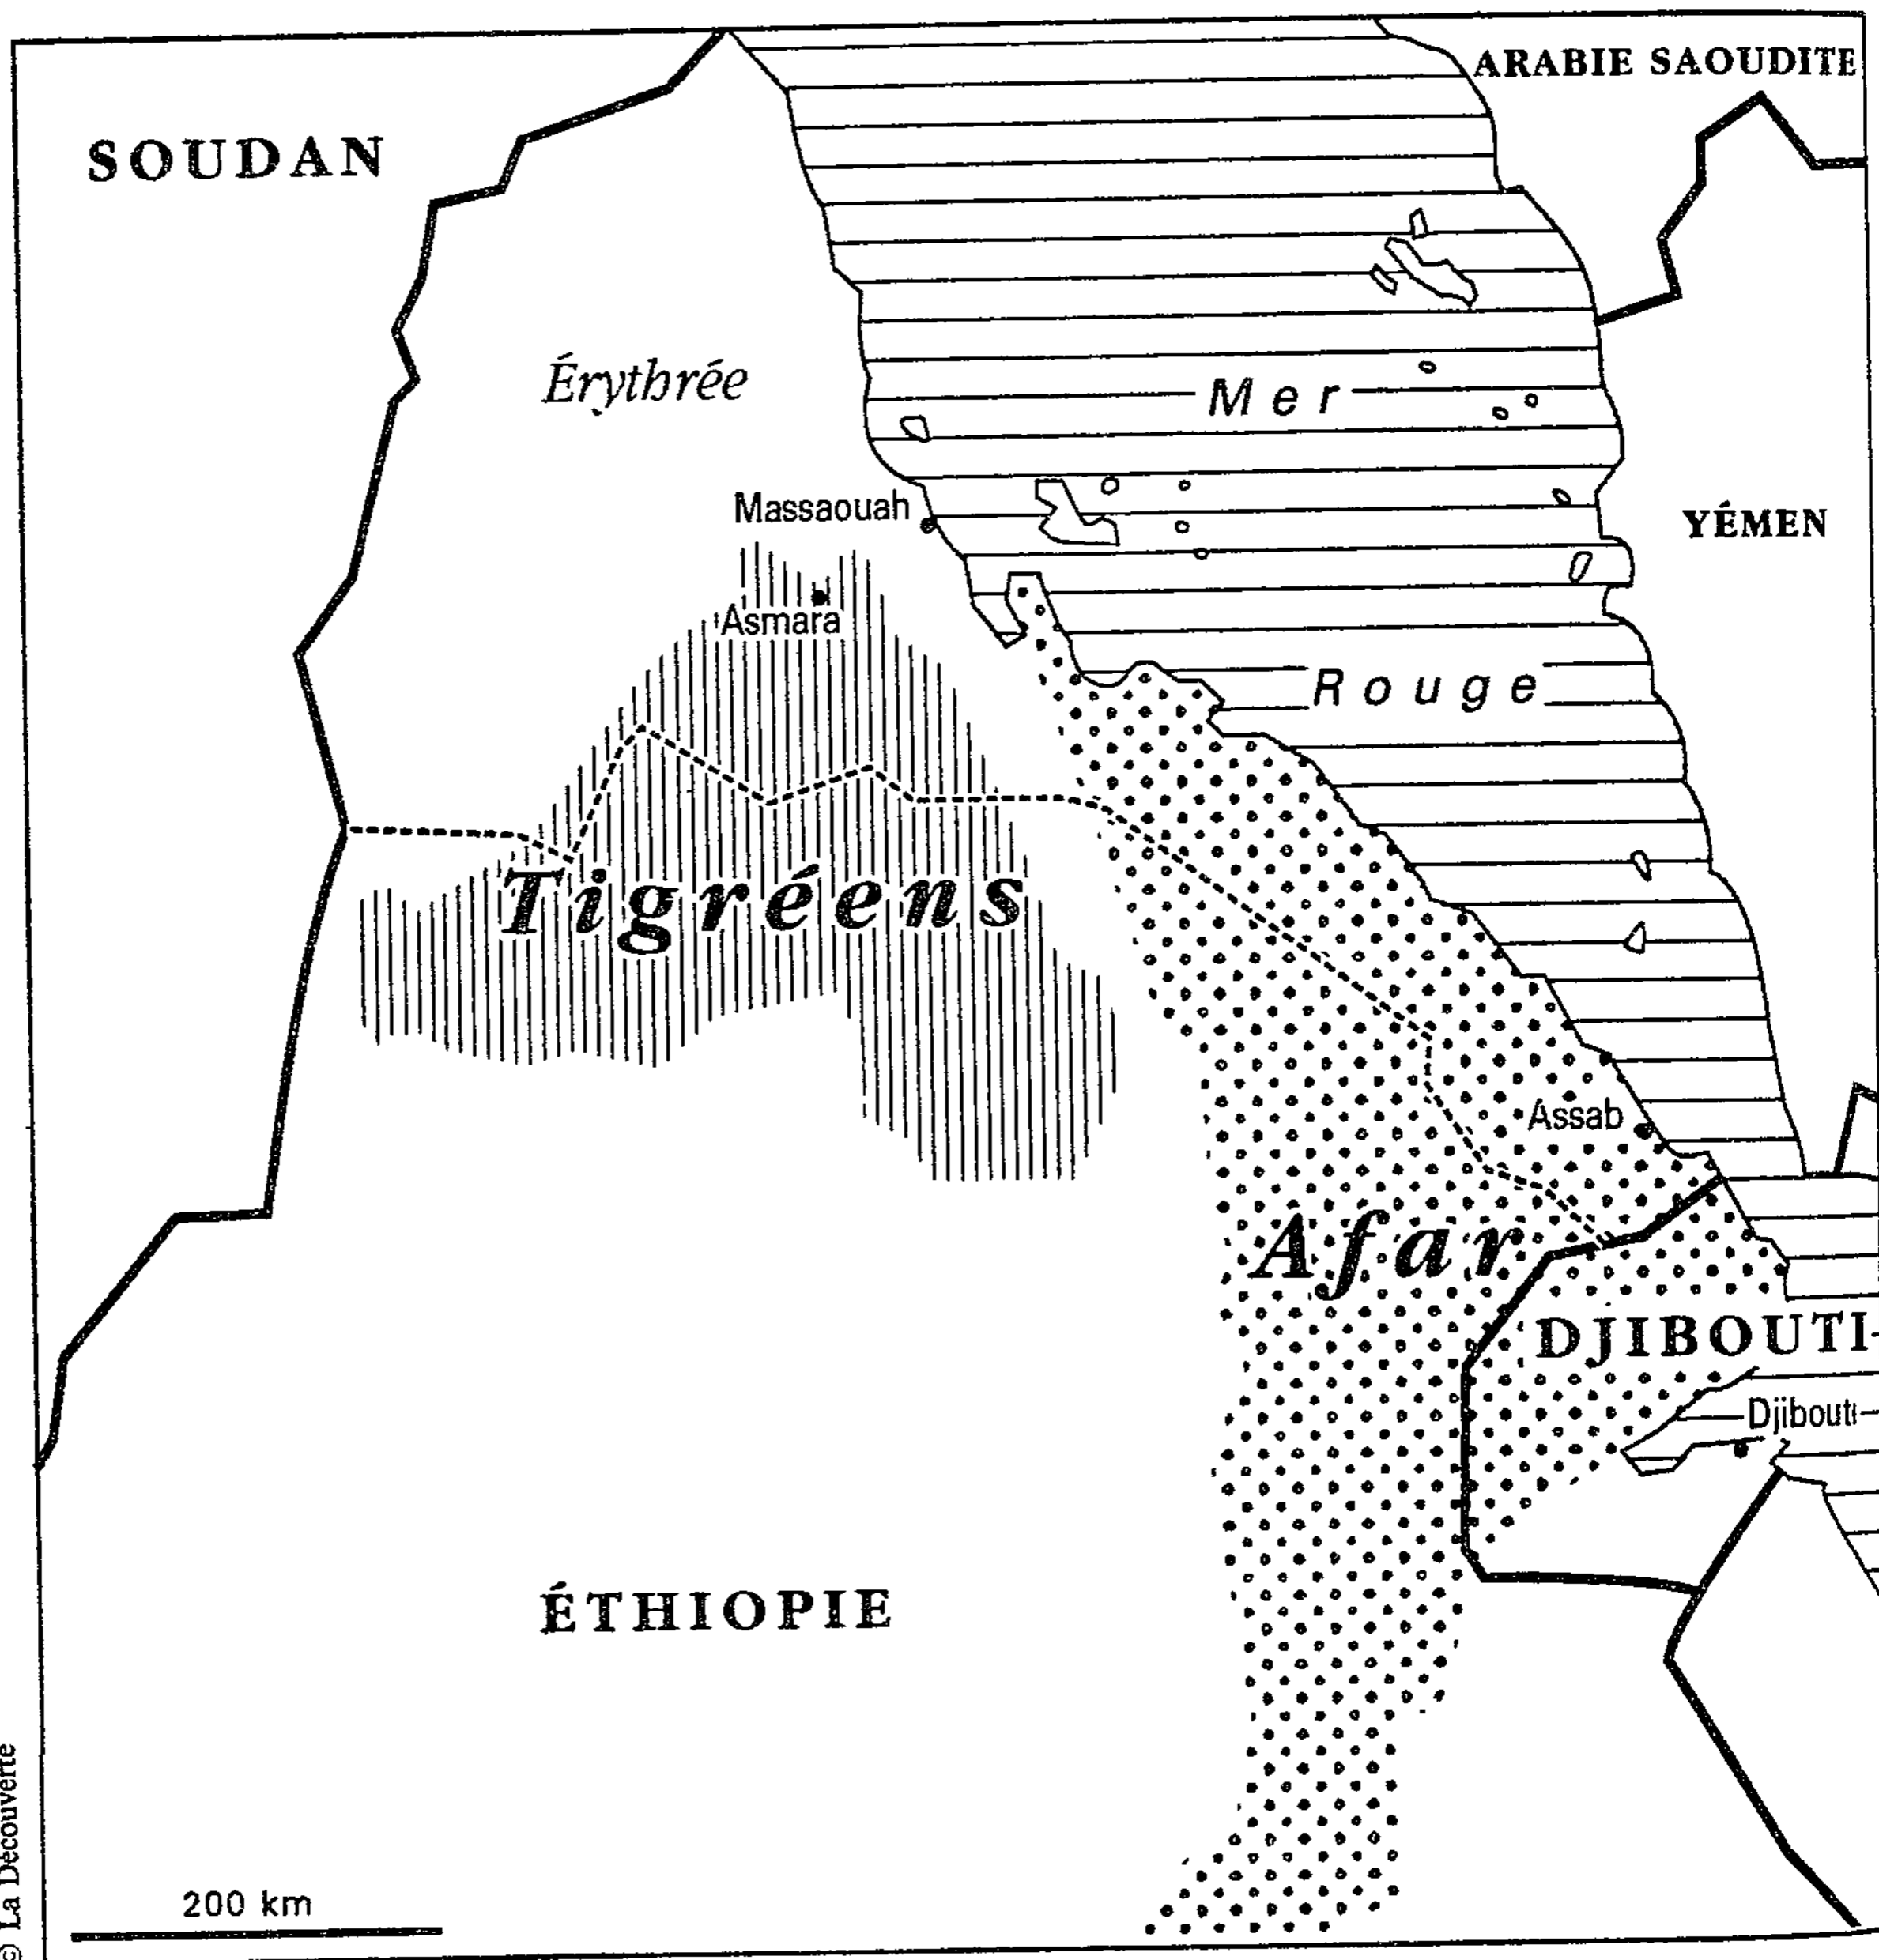 ARABIE SAOUDITE
SOUDAN
Érythrée
Mer
Massaouah
YÉMEN
Asmara
Rouge
Tigréens
Assab
Afar
DJIBOUTI
Djibouti
ÉTHIOPIE
200 km
© La Découverte